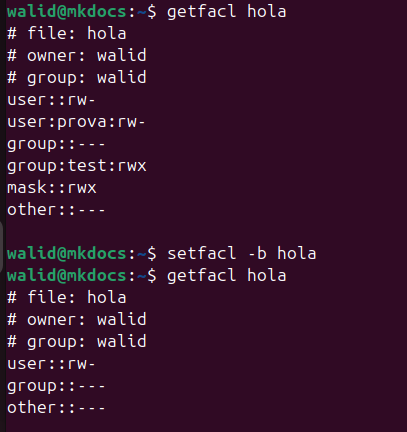 walid@mkdocs:~$ getfacl hola
# file: hola
# owner: walid
# group: walid
user::rw-
user:prova:rw-
group::---
group:test:rwx
mask::rwx
other::---

walid@mkdocs:~$ setfacl -b hola
walid@mkdocs:~$ getfacl hola
# file: hola
# owner: walid
# group: walid
user::rw-
group::---
other::---